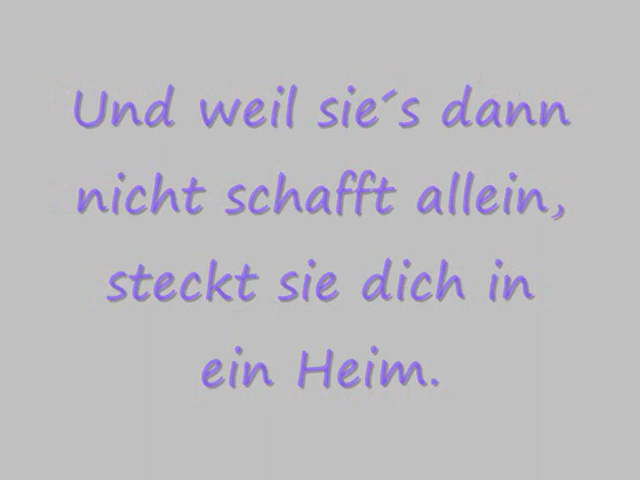 Und weil sie´s dann
nicht schafft allein,
steckt sie dich in
ein Heim.